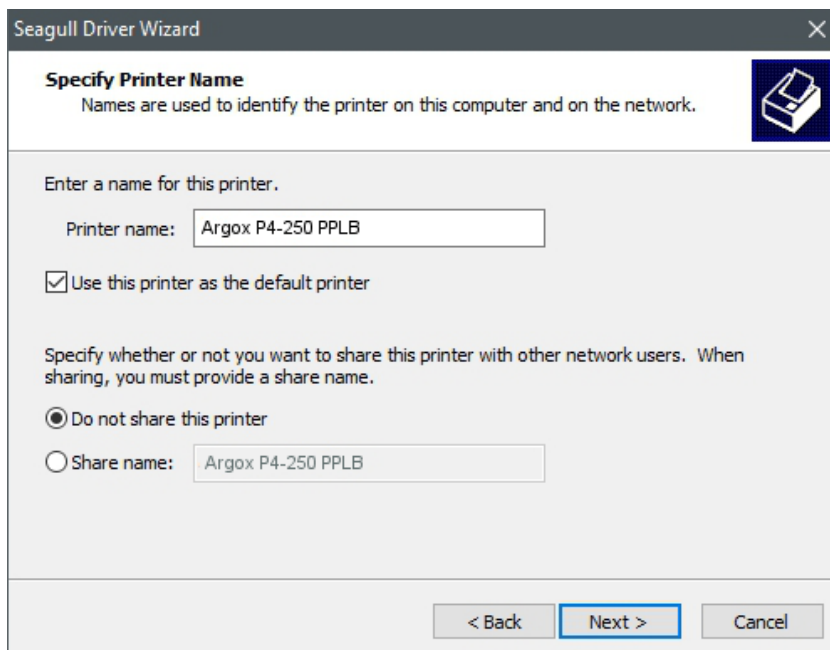 Seagull Driver Wizard
Specify Printer Name
Names are used to identify the printer on this computer and on the network.
Enter a name for this printer.
Printer name: Argox P4-250 PPLB
Use this printer as the default printer
Specify whether or not you want to share this printer with other network users. When
sharing, you must provide a share name.
Do not share this printer
Share name: Argox P4-250 PPLB
< Back Next > Cancel